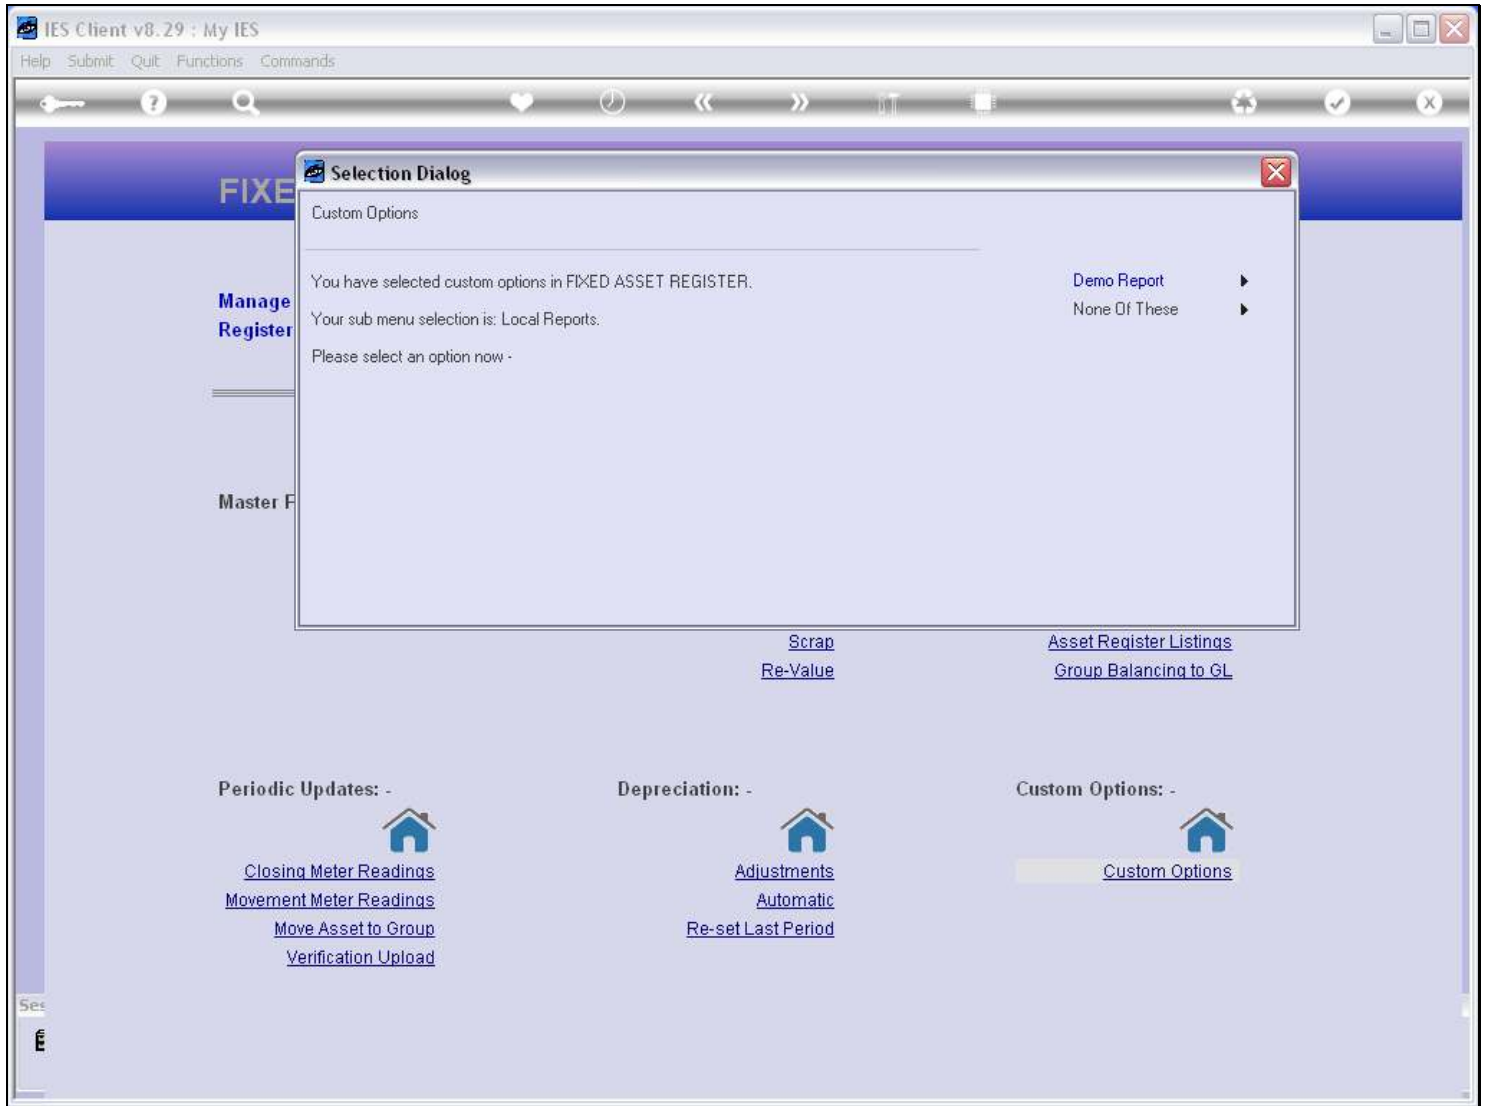 IES Client v8.29 : My IES
Help Submit Quit Functions Commands
Selection Dialog
FIXE
Custom Options
You have selected custom options in FIXED ASSET REGISTER.
Demo Report
Manage
None Of These
Your sub menu selection is: Local Reports.
Register
Please select an option now -
Master F
Scrap
Asset Register Listings
Re-Value
Group Balancing to GL
Periodic Updates: -
Depreciation: -
Custom Options: -
Closing Meter Readings
Adjustments
Custom Options
Movement Meter Readings
Automatic
Move Asset to Group
Re-set Last Period
Verification Upload
Ses